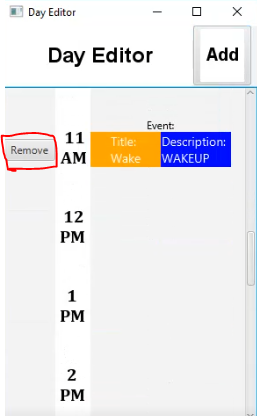 Day Editor
Day Editor
Add
Event:
Remove
11
AM
Title:
Wake
Description:
WAKEUP
12
PM
1
PM
2
PM